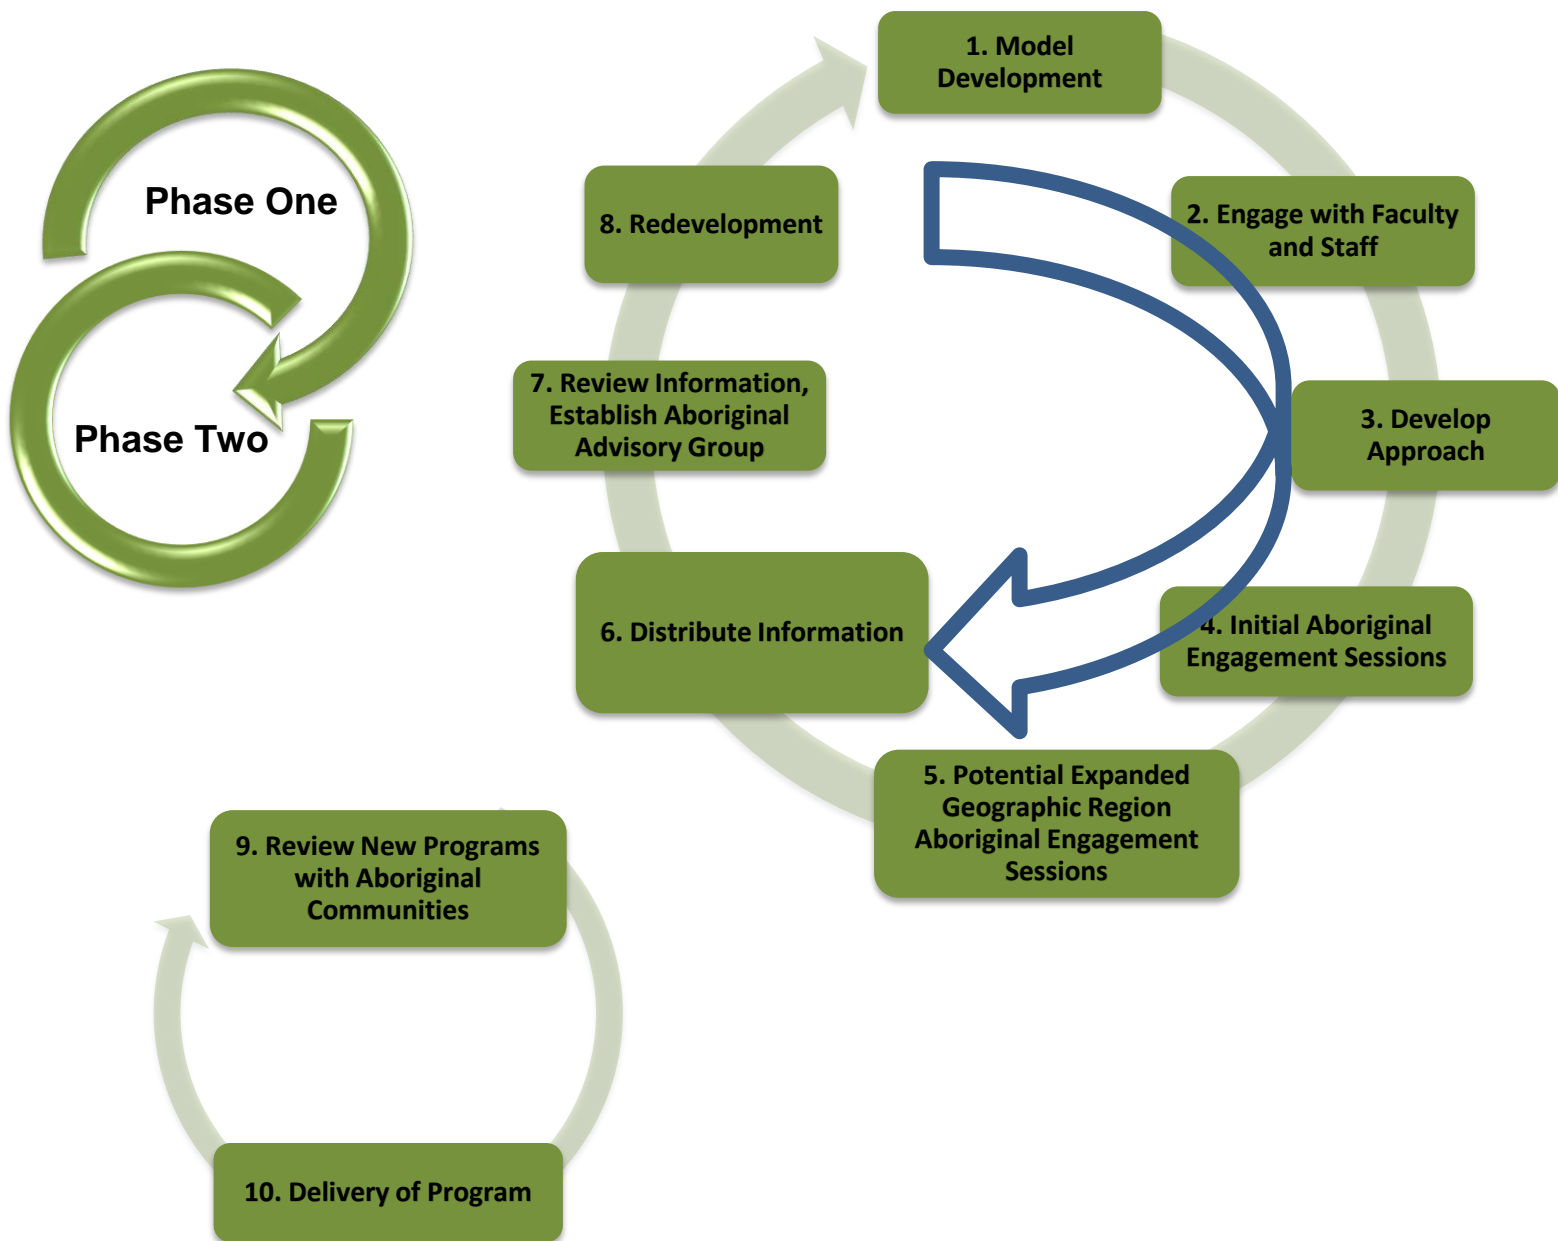 Phase One
Phase Two
1. Model
Development
2. Engage with Faculty
and Staff
3. Develop
Approach
4. Initial Aboriginal
Engagement Sessions
5. Potential Expanded
Geographic Region
Aboriginal Engagement
Sessions
6. Distribute Information
7. Review Information,
Establish Aboriginal
Advisory Group
8. Redevelopment
9. Review New Programs
with Aboriginal
Communities
10. Delivery of Program